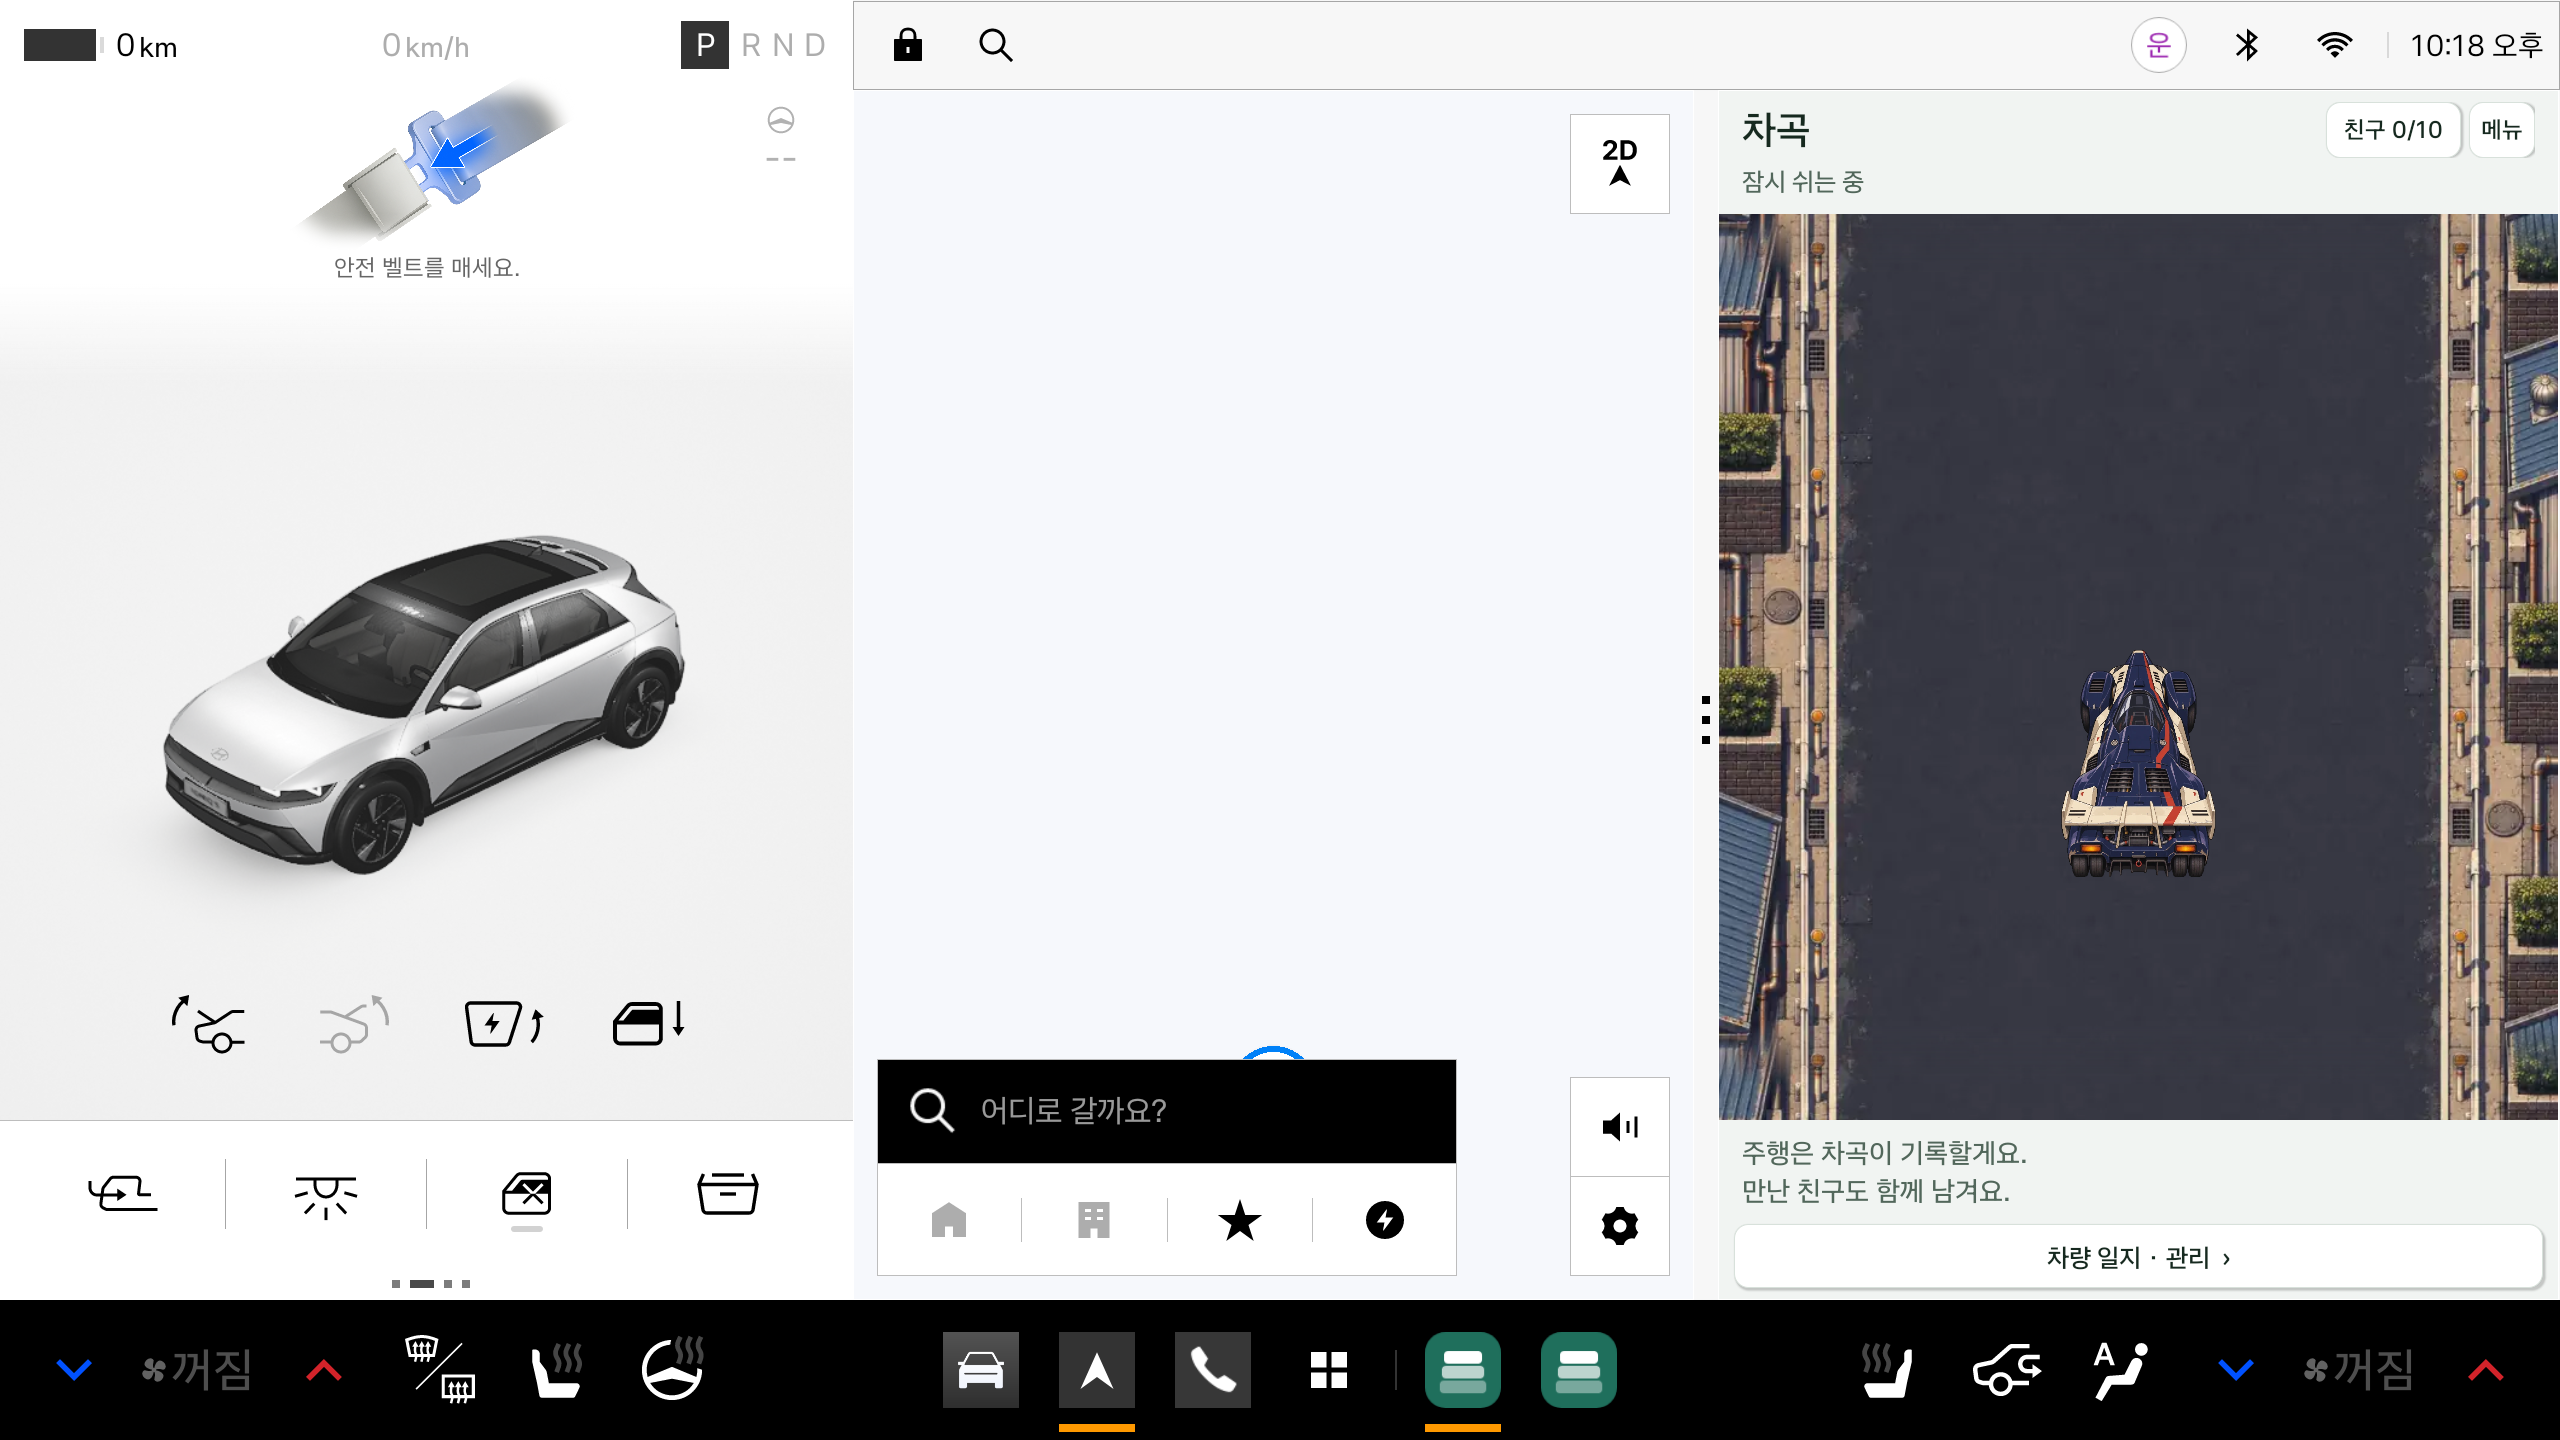 0 km
0 km/h
P R N D
안전 벨트를 매세요.
운
10:18 오후
2D
차곡
친구 0/10
메뉴
잠시 쉬는 중
어디로 갈까요?
주행은 차곡이 기록할게요.
만난 친구도 함께 남겨요.
차량 일지 · 관리 ›
꺼짐
A
꺼짐